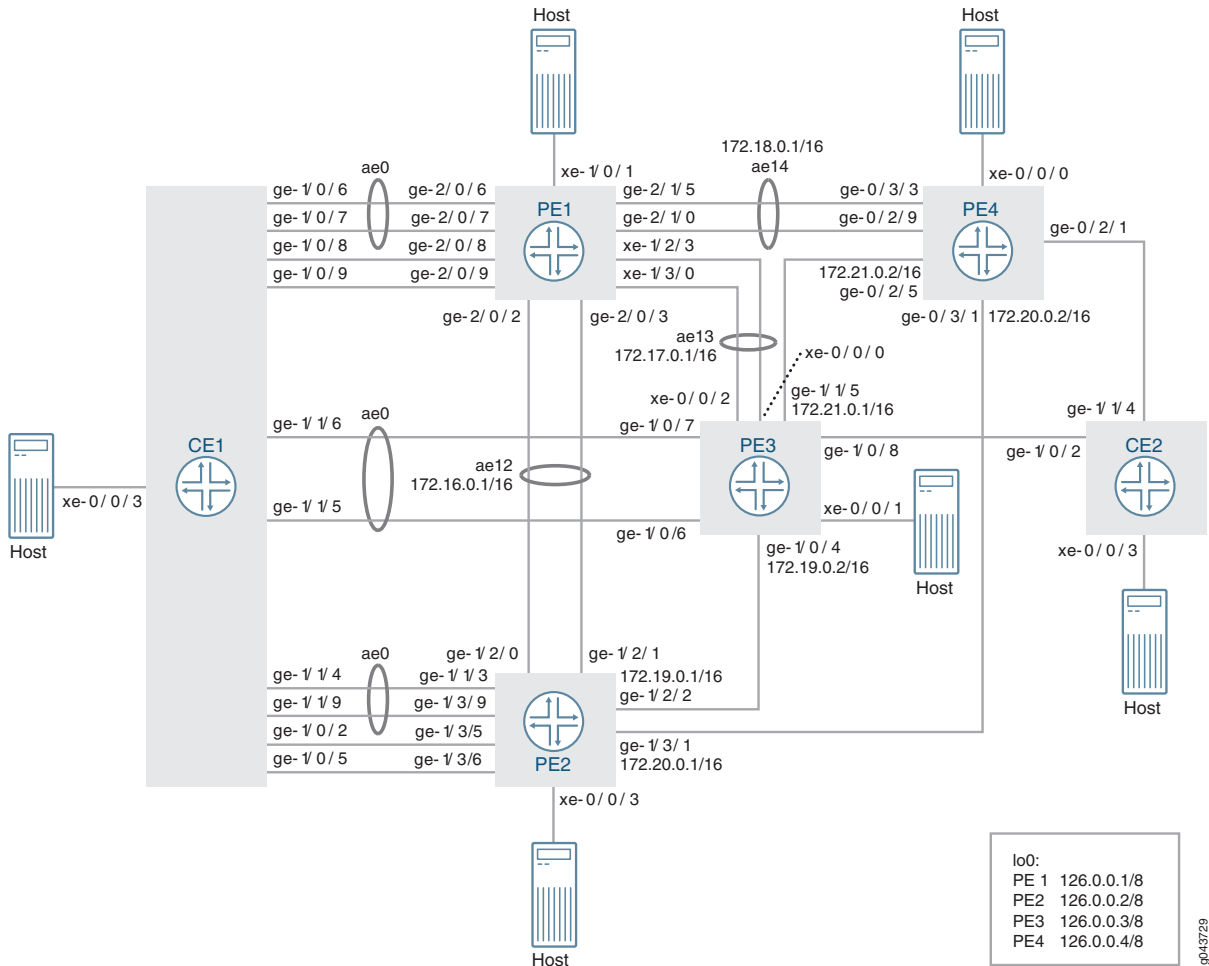 Host
Host
172.18.0.1/16
ae0
ae14
xe-1/0/1
xe-0/0/0
ge-1/0/6
ge-2/0/6
PE1
ge-2/1/5
ge-0/3/3
PE4
ge-1/0/7
ge-2/0/7
ge-2/1/0
ge-0/2/9
ge-0/2/1
ge-1/0/8
ge-2/0/8
xe-1/2/3
ge-1/0/9
ge-2/0/9
xe-1/3/0
172.21.0.2/16
ge-0/2/5
ge-2/0/2
ge-2/0/3
ge-0/3/1
172.20.0.2/16
ae13
172.17.0.1/16
xe-0/0/0
xe-0/0/2
ge-1/1/5
172.21.0.1/16
ae0
ge-1/1/6
ge-1/0/7
ge-1/1/4
CE1
PE3
CE2
ge-1/0/8
ge-1/0/2
ae12
172.16.0.1/16
xe-0/0/3
Host
ge-1/1/5
ge-1/0/6
xe-0/0/1
ge-1/0/4
172.19.0.2/16
xe-0/0/3
Host
ae0
ge-1/2/0
ge-1/2/1
ge-1/1/4
ge-1/1/3
172.19.0.1/16
ge-1/1/9
ge-1/3/9
ge-1/2/2
Host
ge-1/0/2
ge-1/3/5
ge-1/0/5
ge-1/3/6
PE2
ge-1/3/1
172.20.0.1/16
xe-0/0/3
Host
lo0:
PE 1 126.0.0.1/8
PE2 126.0.0.2/8
PE3 126.0.0.3/8
PE4 126.0.0.4/8
g043729